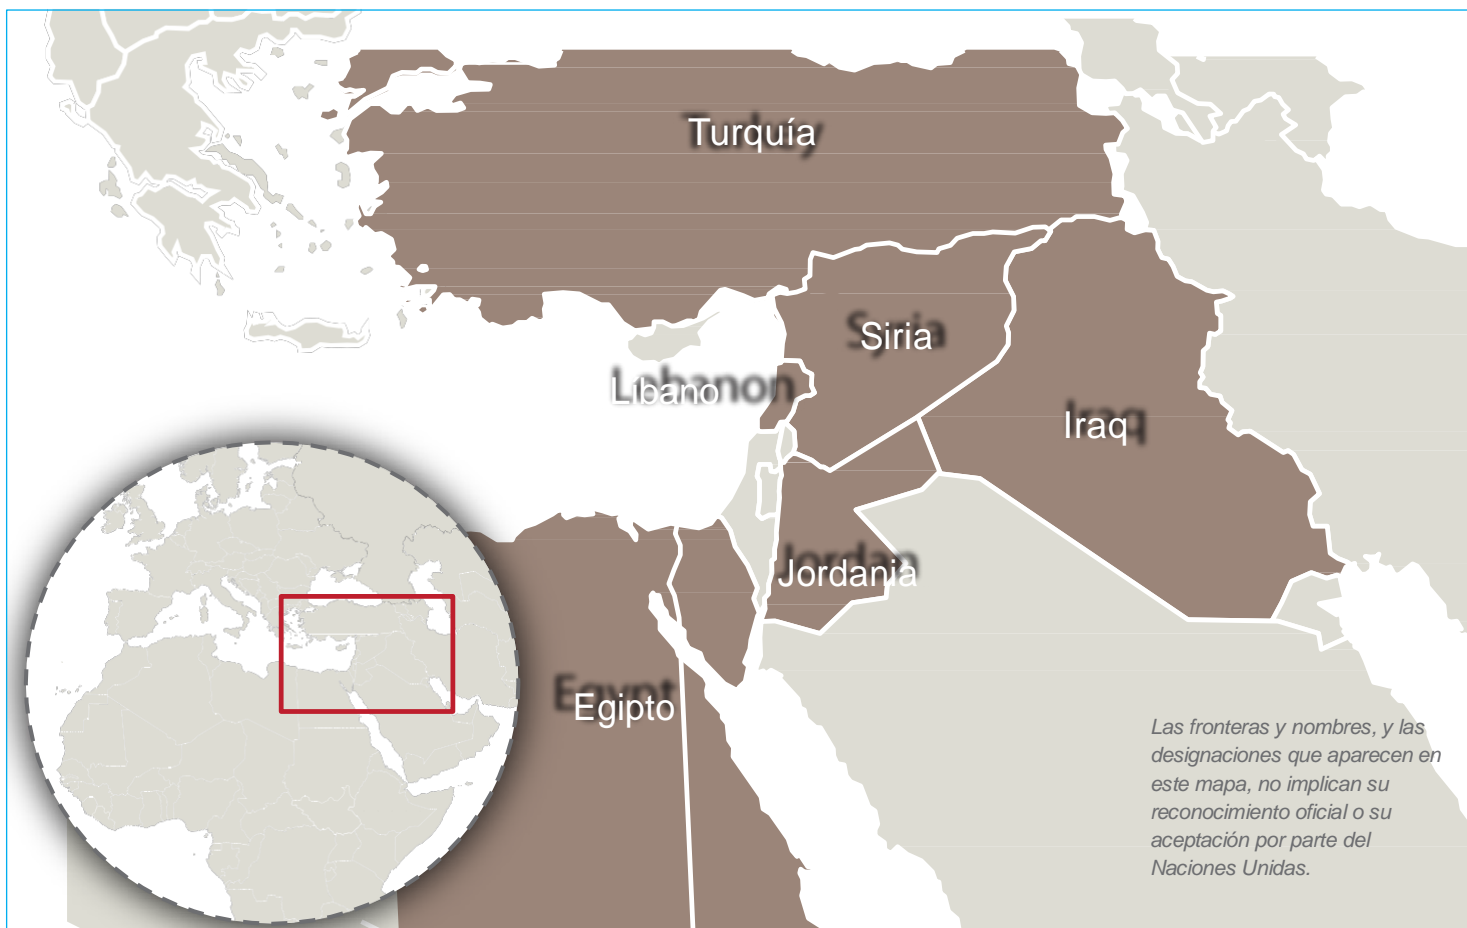 Turquía
Siria
Líbano
Iraq
Jordania
Egipto
Las fronteras y nombres, y las
designaciones que aparecen en
este mapa, no implican su
reconocimiento oficial o su
aceptación por parte del
Naciones Unidas.